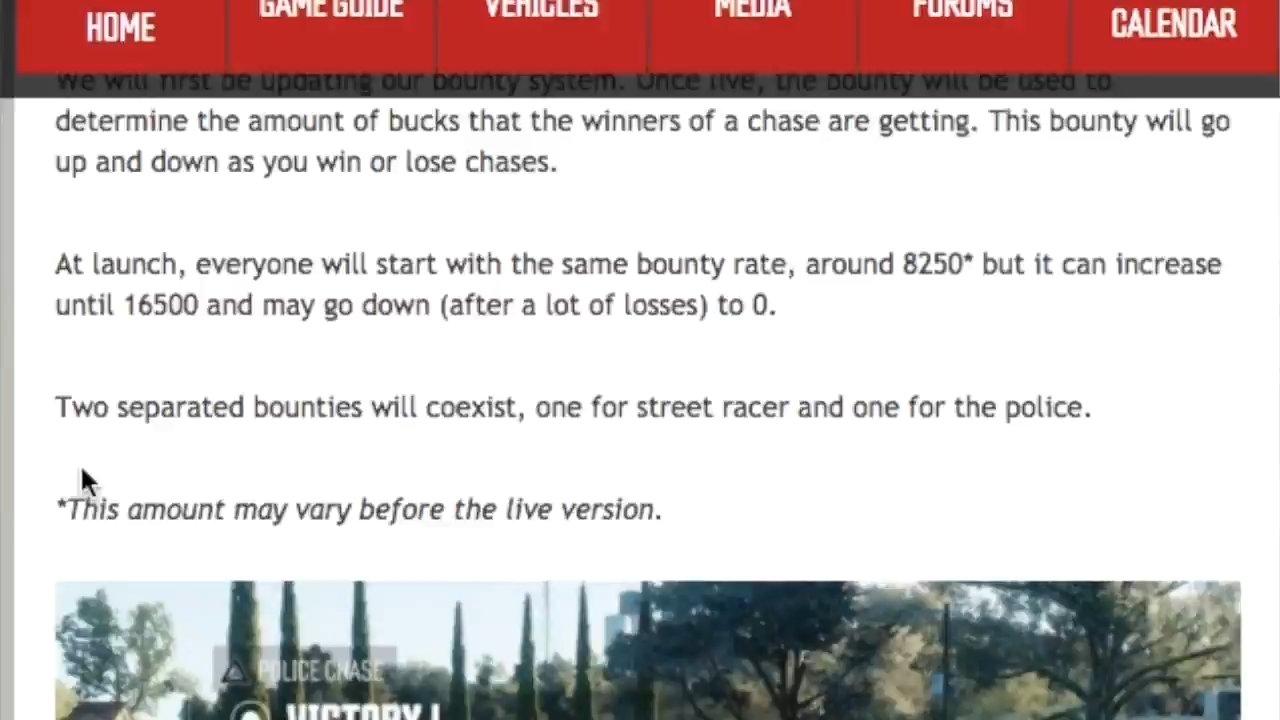 HOME
GAME GUIDE
VEHICLES
MEDIA
FORUMS
CALENDAR
We will first be updating our bounty system. Once live, the bounty will be used to
determine the amount of bucks that the winners of a chase are getting. This bounty will go
up and down as you win or lose chases.
At launch, everyone will start with the same bounty rate, around 8250* but it can increase
until 16500 and may go down (after a lot of losses) to 0.
Two separated bounties will coexist, one for street racer and one for the police.
*This amount may vary before the live version.
POLICE CHASE
VICTORY !